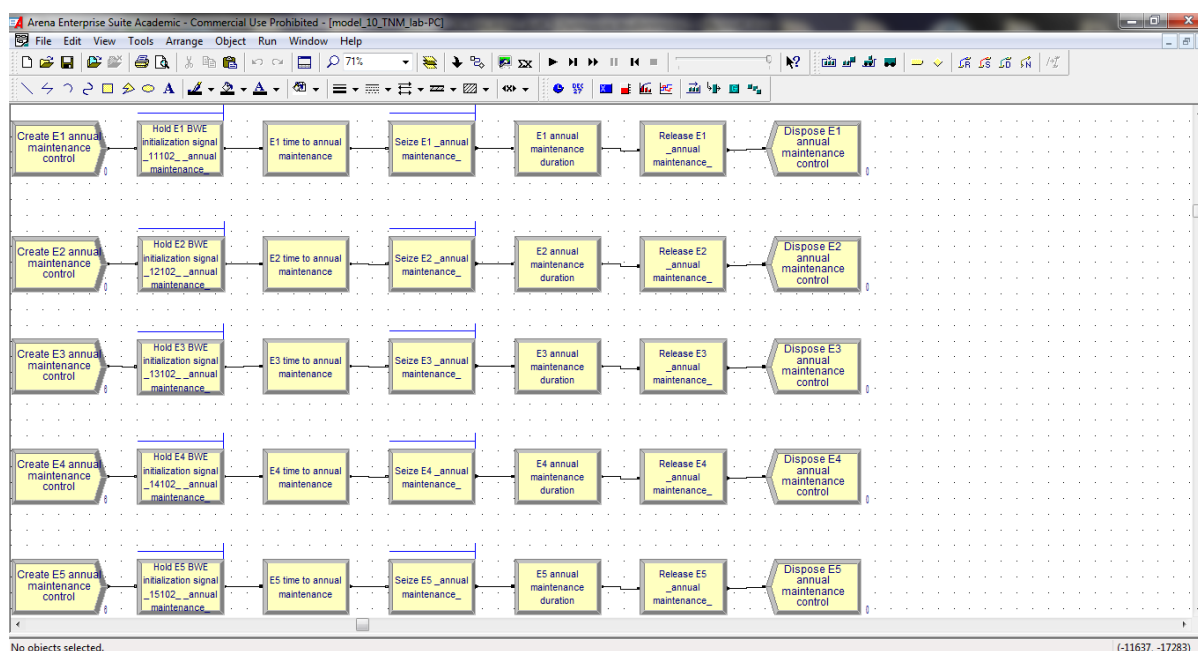 Arena Enterprise Suite Academic - Commercial Use Prohibited - [model_10_TNM_lab-PC]
File Edit View Tools Arrange Object Run Window Help
71%
Create E1 annual
maintenance
control
0
Hold E1 BWE
initialization signal
_11102_ _annual
maintenance_
E1 time to annual
maintenance
Seize E1 _annual
maintenance_
E1 annual
maintenance
duration
Release E1
_annual
maintenance_
Dispose E1
annual
maintenance
control
0
Create E2 annual
maintenance
control
0
Hold E2 BWE
initialization signal
_12102_ _annual
maintenance_
E2 time to annual
maintenance
Seize E2 _annual
maintenance_
E2 annual
maintenance
duration
Release E2
_annual
maintenance_
Dispose E2
annual
maintenance
control
0
Create E3 annual
maintenance
control
0
Hold E3 BWE
initialization signal
_13102_ _annual
maintenance_
E3 time to annual
maintenance
Seize E3 _annual
maintenance_
E3 annual
maintenance
duration
Release E3
_annual
maintenance_
Dispose E3
annual
maintenance
control
0
Create E4 annual
maintenance
control
0
Hold E4 BWE
initialization signal
_14102_ _annual
maintenance_
E4 time to annual
maintenance
Seize E4 _annual
maintenance_
E4 annual
maintenance
duration
Release E4
_annual
maintenance_
Dispose E4
annual
maintenance
control
0
Create E5 annual
maintenance
control
0
Hold E5 BWE
initialization signal
_15102_ _annual
maintenance_
E5 time to annual
maintenance
Seize E5 _annual
maintenance_
E5 annual
maintenance
duration
Release E5
_annual
maintenance_
Dispose E5
annual
maintenance
control
0
No objects selected.
(-11637, -17283)